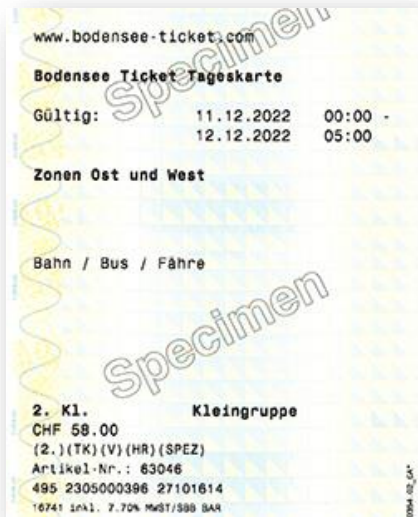 www.bodensee-ticket.com
Specimen
Bodensee Ticket Tageskarte
Gültig: 11.12.2022 00:00 -
12.12.2022 05:00
Zonen Ost und West
Bahn / Bus / Fähre
Specimen
2. Kl. Kleingruppe
CHF 58.00
(2.)(TK)(V)(HR)(SPEZ)
Artikel-Nr.: 63046
495 2305000396 27101614
16741 inkl. 7.70% MWST/SBB BAR